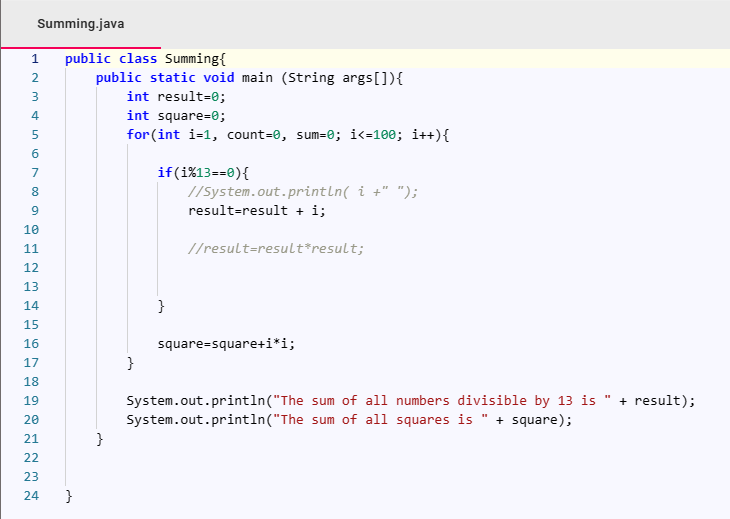 Summing.java
1 public class Summing{
2 public static void main (String args[]){
3 int result=0;
4 int square=0;
5 for(int i=1, count=0, sum=0; i<=100; i++){
6
7 if(i%13==0){
8 //System.out.println( i +" ");
9 result=result + i;
10
11 //result=result*result;
12
13
14 }
15
16 square=square+i*i;
17 }
18
19 System.out.println("The sum of all numbers divisible by 13 is " + result);
20 System.out.println("The sum of all squares is " + square);
21 }
22
23
24 }